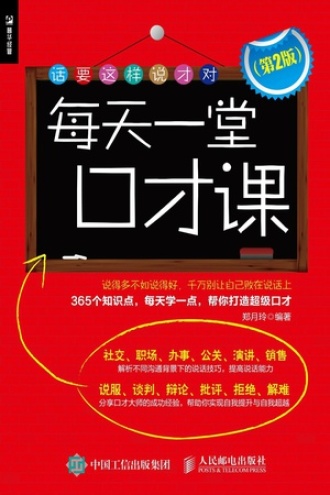 普华经管
话要这样说才对
(第2版)
每天一堂
口才课
说得多不如说得好，千万别让自己败在说话上
365个知识点，每天学一点，帮你打造超级口才
郑月玲◎编著
社交、职场、办事、公关、演讲、销售
解析不同沟通背景下的说话技巧，提高说话能力
说服、谈判、辩论、批评、拒绝、解难
分享口才大师的成功经验，帮助你实现自我提升与自我超越
中国工信出版集团
人民邮电出版社
POSTS & TELECOM PRESS